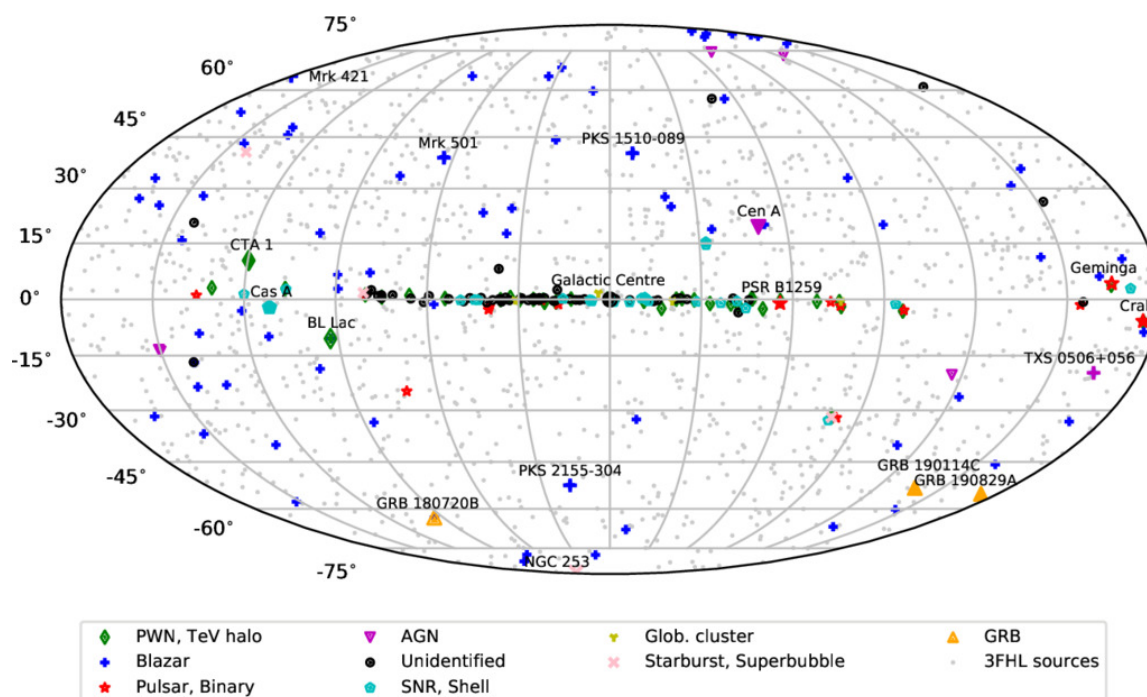 75°
60°
Mrk 421
45°
Mrk 501
PKS 1510-089
30°
Cen A
15°
CTA 1
Galactic Centre
Geminga
0°
Cas A
PSR B1259
Crab
BL Lac
-15°
TXS 0506+056
-30°
-45°
PKS 2155-304
GRB 190114C
GRB 190829A
GRB 180720B
-60°
NGC 253
-75°
PWN, TeV halo
AGN
Glob. cluster
GRB
Blazar
Unidentified
Starburst, Superbubble
3FHL sources
Pulsar, Binary
SNR, Shell